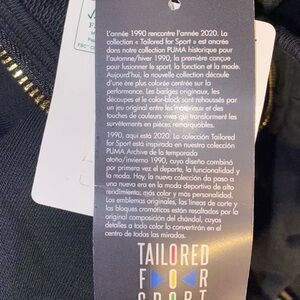 L'année 1990 rencontre l'année 2020. La
collection « Tailored for Sport » est ancrée
dans notre collection PUMA historique pour
l'automne/hiver 1990, la première conçue
pour fusionner le sport, la fonction et la mode.
Aujourd'hui, la nouvelle collection découle
d'une ère plus colorée centrée sur la
performance. Les badges originaux, les
découpes et le color-block sont rehaussés par
un jeu original entre les matériaux et des
touches de couleurs vives qui transforment les
survêtements en pièces remarquables.
1990, aquí está 2020. La colección Tailored
for Sport está inspirada en nuestra colección
PUMA Archive de la temporada
otoño/invierno 1990, cuyo diseño combinó
por primera vez el deporte, la funcionalidad y
la moda. Hoy, la nueva colección da paso a
una nueva era en la moda deportiva de alto
rendimiento, más color y más personalidad.
Los emblemas originales, las líneas de corte y
los bloques cromáticos están resaltados por la
original composición del chándal, cuyos
detalles a todo color lo convertirán en el
centro de todas las miradas.
TAILORED
FOR
SPORT